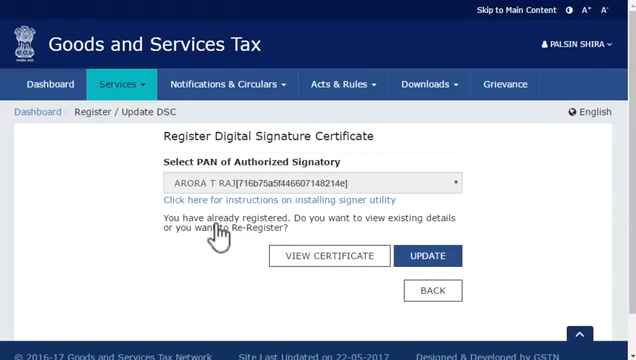 Skip to Main Content A+ A-
Goods and Services Tax
PALSIN SHIRA
Dashboard Services Notifications & Circulars Acts & Rules Downloads Grievance
Dashboard / Register / Update DSC English
Register Digital Signature Certificate
Select PAN of Authorized Signatory
ARORA T RAJ[716b75a5f446607148214e]
Click here for instructions on installing signer utility
You have already registered. Do you want to view existing details
or you want to Re-Register?
VIEW CERTIFICATE UPDATE
BACK
© 2016-17 Goods and Services Tax Network Site Last Updated on 22-05-2017 Designed & Developed by GSTN